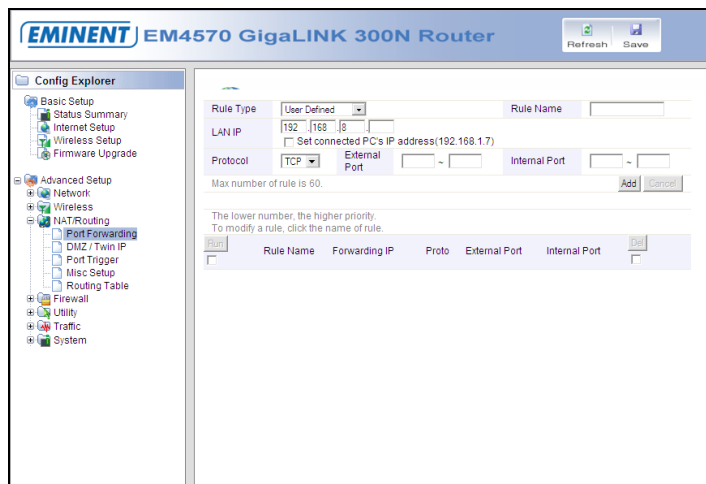 EMINENT EM4570 GigaLINK 300N Router
Refresh Save
Config Explorer
Basic Setup
Status Summary
Internet Setup
Wireless Setup
Firmware Upgrade
Advanced Setup
Network
Wireless
NAT/Routing
Port Forwarding
DMZ / Twin IP
Port Trigger
Misc Setup
Routing Table
Firewall
Utility
Traffic
System
Rule Type User Defined Rule Name
LAN IP 192 . 168 . 8 .
Set connected PC's IP address(192.168.1.7)
Protocol TCP External Port ~ Internal Port ~
Max number of rule is 60. Add Cancel
The lower number, the higher priority.
To modify a rule, click the name of rule.
Run Rule Name Forwarding IP Proto External Port Internal Port Del